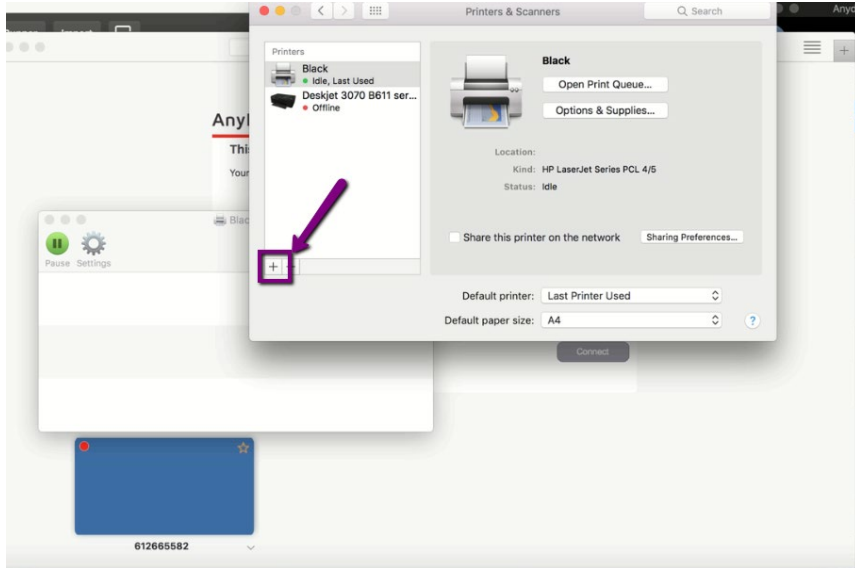 Printers & Scanners
Search
Printers
Black
Idle, Last Used
Deskjet 3070 B611 ser...
Offline
Black
Open Print Queue...
Options & Supplies...
Location:
Kind: HP LaserJet Series PCL 4/5
Status: Idle
Share this printer on the network
Sharing Preferences...
+
Default printer: Last Printer Used
Default paper size: A4
?
+
Your
Blac
Pause Settings
Connect
612665582